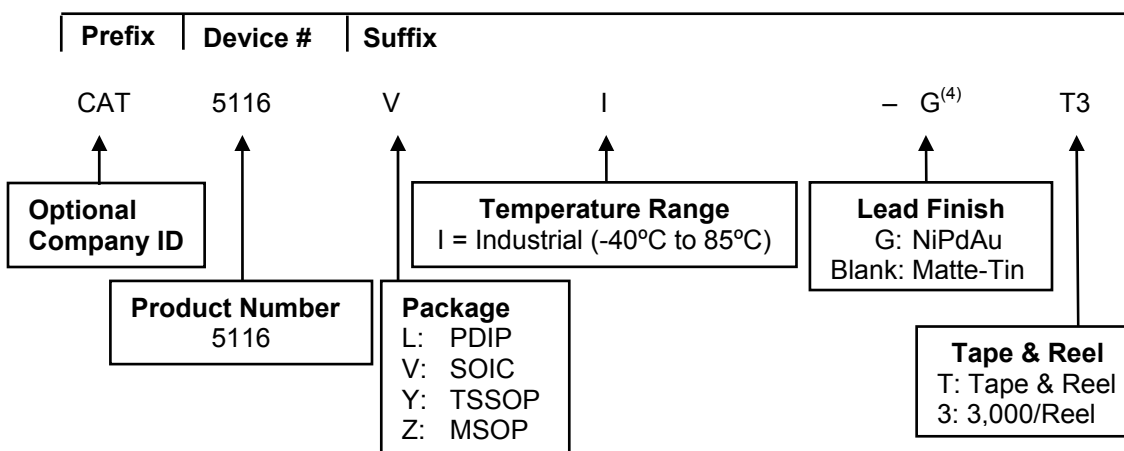 Prefix Device # Suffix
CAT 5116 V I – G(4) T3
Optional
Company ID
Temperature Range
I = Industrial (-40ºC to 85ºC)
Lead Finish
G: NiPdAu
Blank: Matte-Tin
Product Number
5116
Package
L: PDIP
V: SOIC
Y: TSSOP
Z: MSOP
Tape & Reel
T: Tape & Reel
3: 3,000/Reel